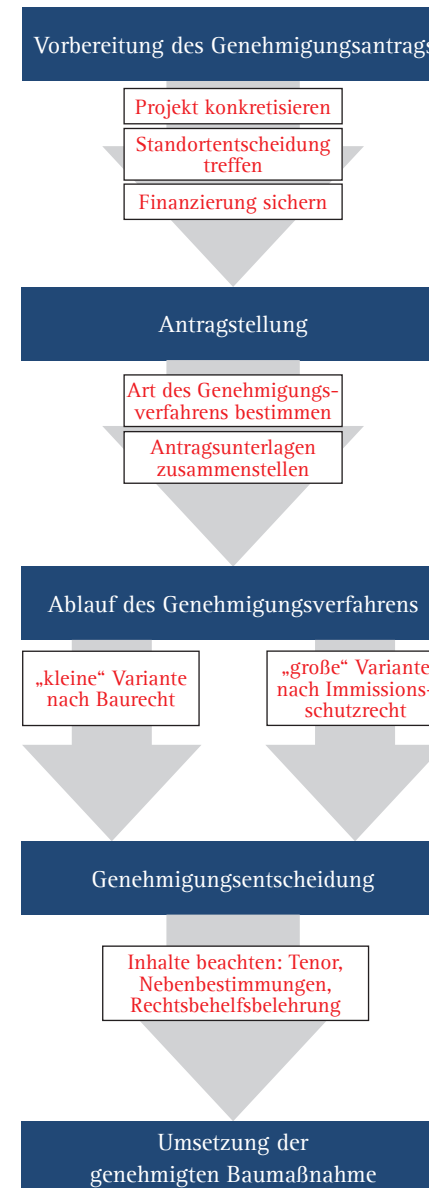 Vorbereitung des Genehmigungsantrags
Projekt konkretisieren
Standortentscheidung
treffen
Finanzierung sichern
Antragstellung
Art des Genehmigungs-
verfahrens bestimmen
Antragsunterlagen
zusammenstellen
Ablauf des Genehmigungsverfahrens
„kleine“ Variante
nach Baurecht
„große“ Variante
nach Immissions-
schutzrecht
Genehmigungsentscheidung
Inhalte beachten: Tenor,
Nebenbestimmungen,
Rechtsbehelfsbelehrung
Umsetzung der
genehmigten Baumaßnahme